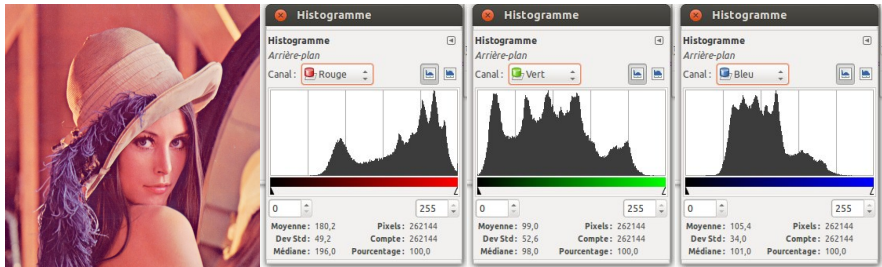 Histogramme
Histogramme
Arrière-plan
Canal : Rouge
0 255
Moyenne : 180,2 Pixels : 262144
Dev Std : 49,2 Compte : 262144
Médiane : 196,0 Pourcentage : 100,0
Histogramme
Histogramme
Arrière-plan
Canal : Vert
0 255
Moyenne : 99,0 Pixels : 262144
Dev Std : 52,6 Compte : 262144
Médiane : 98,0 Pourcentage : 100,0
Histogramme
Histogramme
Arrière-plan
Canal : Bleu
0 255
Moyenne : 105,4 Pixels : 262144
Dev Std : 34,0 Compte : 262144
Médiane : 101,0 Pourcentage : 100,0